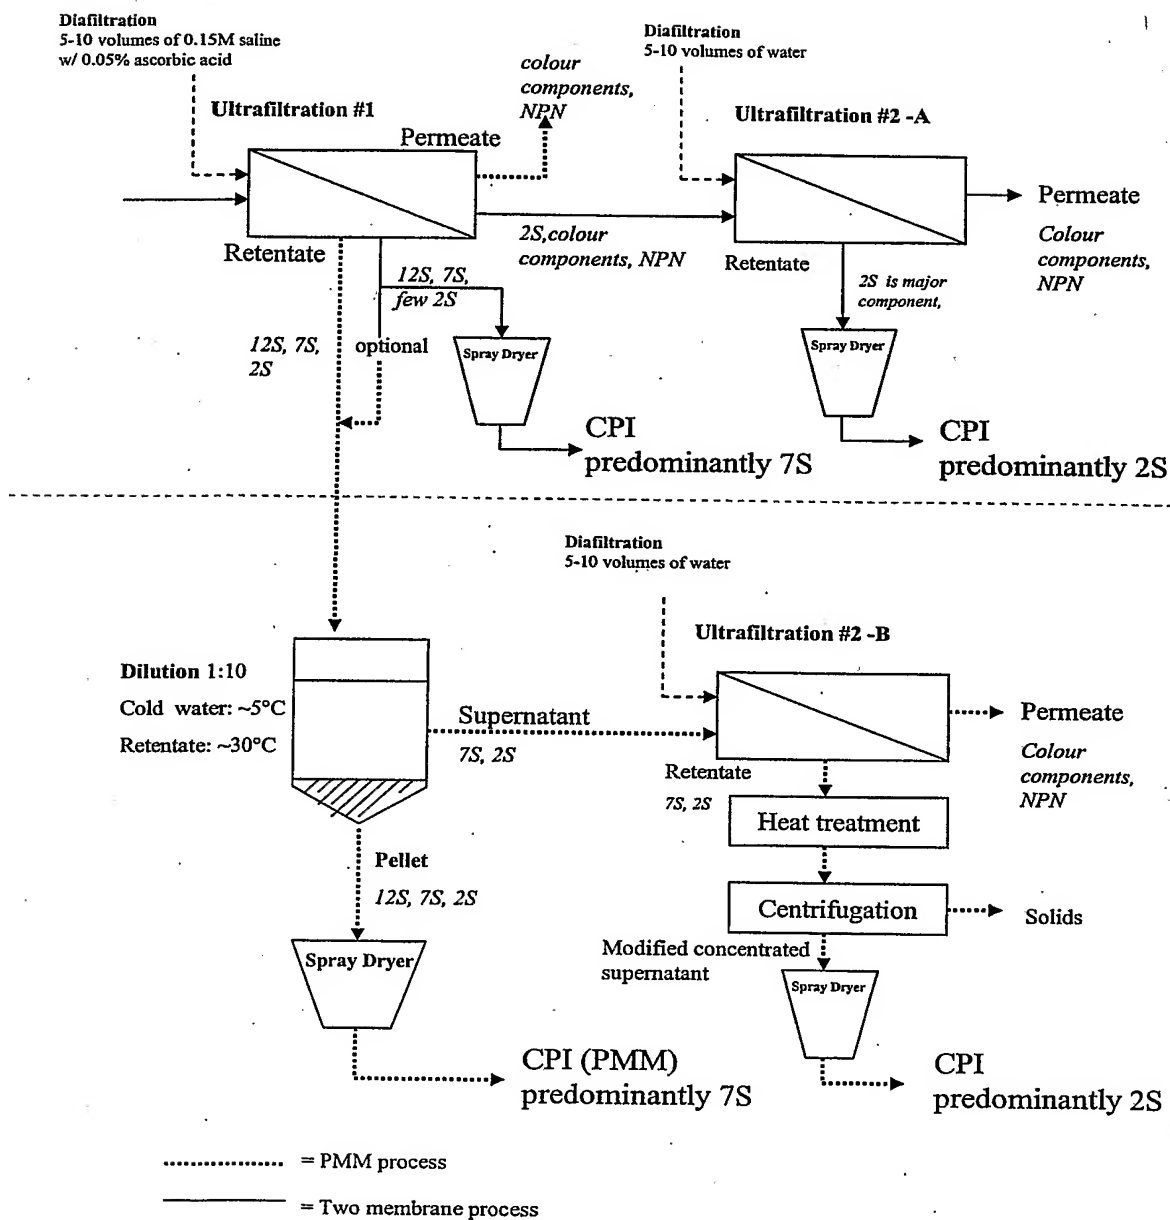 Diafiltration
5-10 volumes of 0.15M saline
w/ 0.05% ascorbic acid
Ultrafiltration #1
colour
components,
NPN
Permeate
Retentate
2S,colour
components, NPN
12S, 7S,
few 2S
12S, 7S,
2S
optional
Spray Dryer
CPI
predominantly 7S
Diafiltration
5-10 volumes of water
Ultrafiltration #2 -A
Retentate
Permeate
Colour
components,
NPN
2S is major
component,
Spray Dryer
CPI
predominantly 2S
Dilution 1:10
Cold water: ~5°C
Retentate: ~30°C
Supernatant
7S, 2S
Pellet
12S, 7S, 2S
Spray Dryer
CPI (PMM)
predominantly 7S
Diafiltration
5-10 volumes of water
Ultrafiltration #2 -B
Permeate
Colour
components,
NPN
Retentate
7S, 2S
Heat treatment
Centrifugation
Solids
Modified concentrated
supernatant
Spray Dryer
CPI
predominantly 2S
= PMM process
= Two membrane process